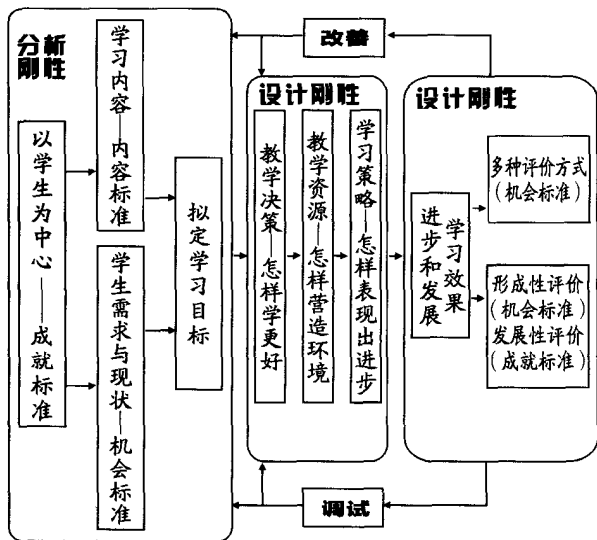 分析
刚性
以学生为中心——成就标准
学习内容——内容标准
学生需求与现状——机会标准
拟定学习目标
改善
设计刚性
教学决策——怎样学更好
教学资源——怎样营造环境
学习策略——怎样表现出进步
设计刚性
学习效果
进步和发展
多种评价方式
(机会标准)
形成性评价
(机会标准)
发展性评价
(成就标准)
调试